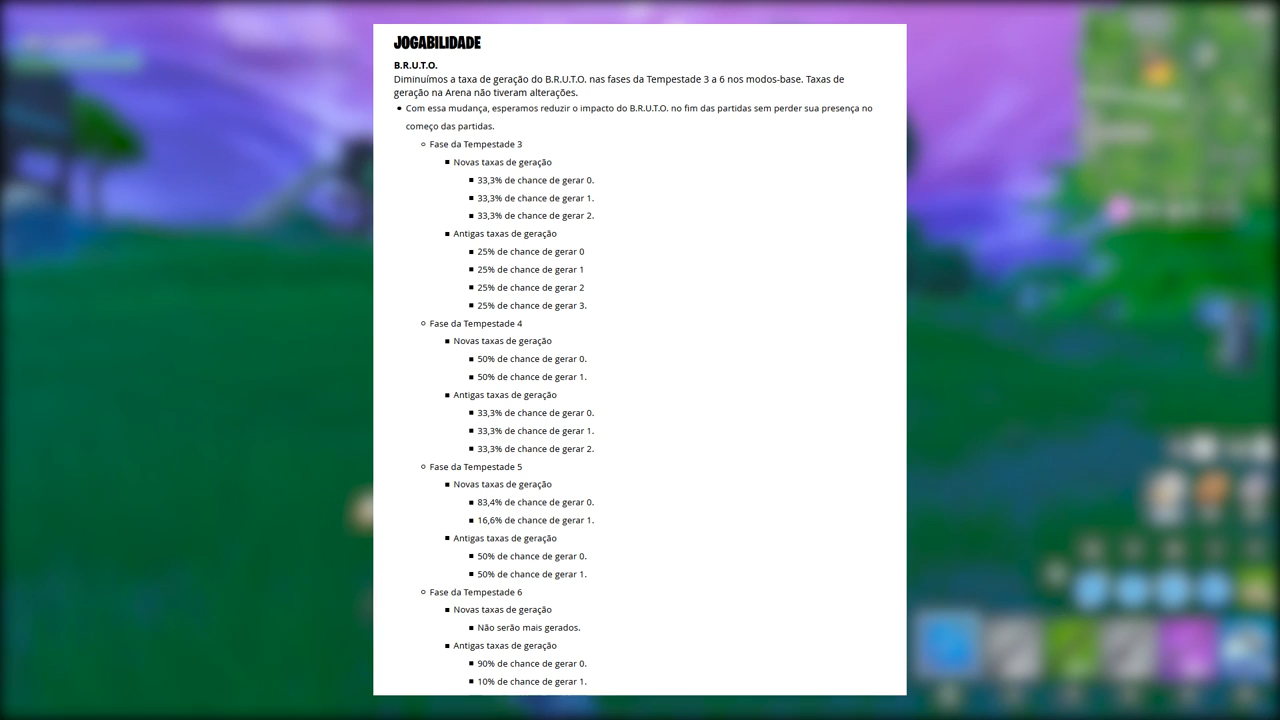 JOGABILIDADE
B.R.U.T.O.
Diminuímos a taxa de geração do B.R.U.T.O. nas fases da Tempestade 3 a 6 nos modos-base. Taxas de
geração na Arena não tiveram alterações.
Com essa mudança, esperamos reduzir o impacto do B.R.U.T.O. no fim das partidas sem perder sua presença no
começo das partidas.
Fase da Tempestade 3
Novas taxas de geração
33,3% de chance de gerar 0.
33,3% de chance de gerar 1.
33,3% de chance de gerar 2.
Antigas taxas de geração
25% de chance de gerar 0
25% de chance de gerar 1
25% de chance de gerar 2
25% de chance de gerar 3.
Fase da Tempestade 4
Novas taxas de geração
50% de chance de gerar 0.
50% de chance de gerar 1.
Antigas taxas de geração
33,3% de chance de gerar 0.
33,3% de chance de gerar 1.
33,3% de chance de gerar 2.
Fase da Tempestade 5
Novas taxas de geração
83,4% de chance de gerar 0.
16,6% de chance de gerar 1.
Antigas taxas de geração
50% de chance de gerar 0.
50% de chance de gerar 1.
Fase da Tempestade 6
Novas taxas de geração
Não serão mais gerados.
Antigas taxas de geração
90% de chance de gerar 0.
10% de chance de gerar 1.